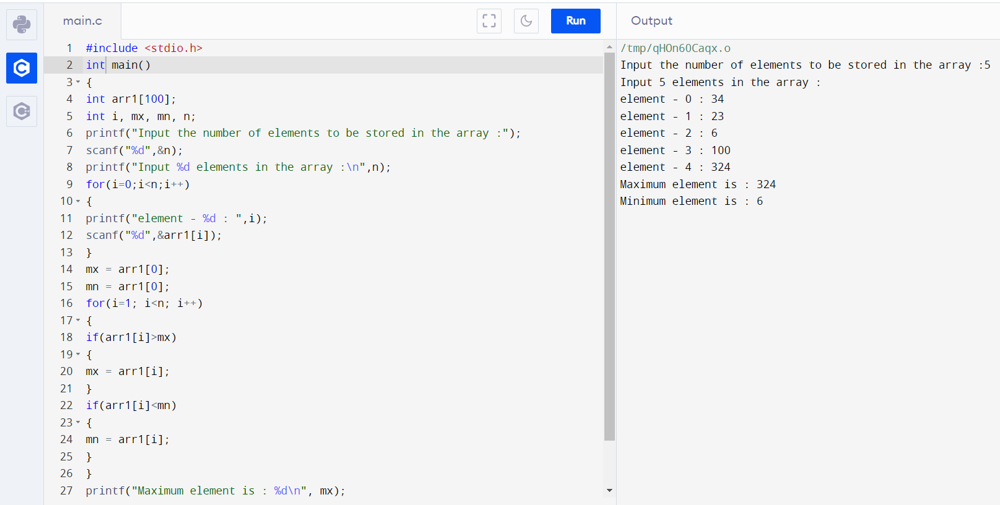 main.c
Run
1 #include <stdio.h>
2 int main()
3 {
4 int arr1[100];
5 int i, mx, mn, n;
6 printf("Input the number of elements to be stored in the array :");
7 scanf("%d",&n);
8 printf("Input %d elements in the array :\n",n);
9 for(i=0;i<n;i++)
10 {
11 printf("element - %d : ",i);
12 scanf("%d",&arr1[i]);
13 }
14 mx = arr1[0];
15 mn = arr1[0];
16 for(i=1; i<n; i++)
17 {
18 if(arr1[i]>mx)
19 {
20 mx = arr1[i];
21 }
22 if(arr1[i]<mn)
23 {
24 mn = arr1[i];
25 }
26 }
27 printf("Maximum element is : %d\n", mx);
Output
/tmp/qHOn60Caqx.o
Input the number of elements to be stored in the array :5
Input 5 elements in the array :
element - 0 : 34
element - 1 : 23
element - 2 : 6
element - 3 : 100
element - 4 : 324
Maximum element is : 324
Minimum element is : 6